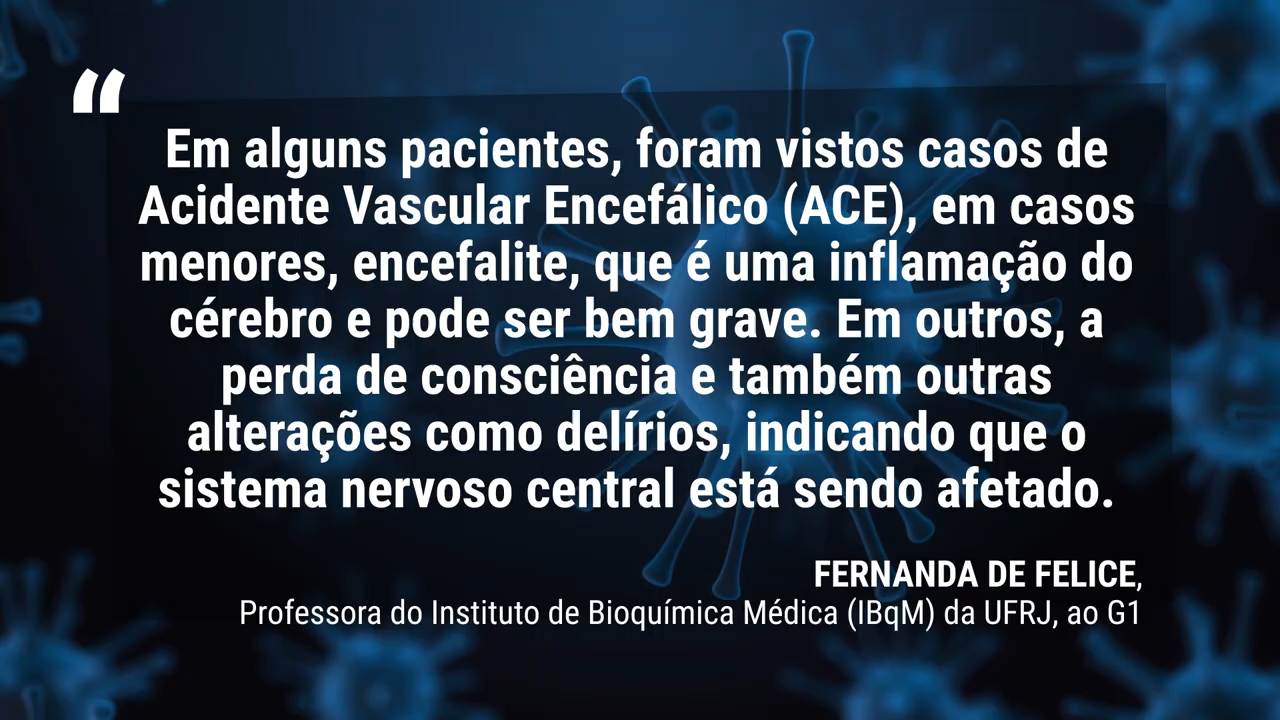 “
Em alguns pacientes, foram vistos casos de
Acidente Vascular Encefálico (ACE), em casos
menores, encefalite, que é uma inflamação do
cérebro e pode ser bem grave. Em outros, a
perda de consciência e também outras
alterações como delírios, indicando que o
sistema nervoso central está sendo afetado.
FERNANDA DE FELICE,
Professora do Instituto de Bioquímica Médica (IBqM) da UFRJ, ao G1